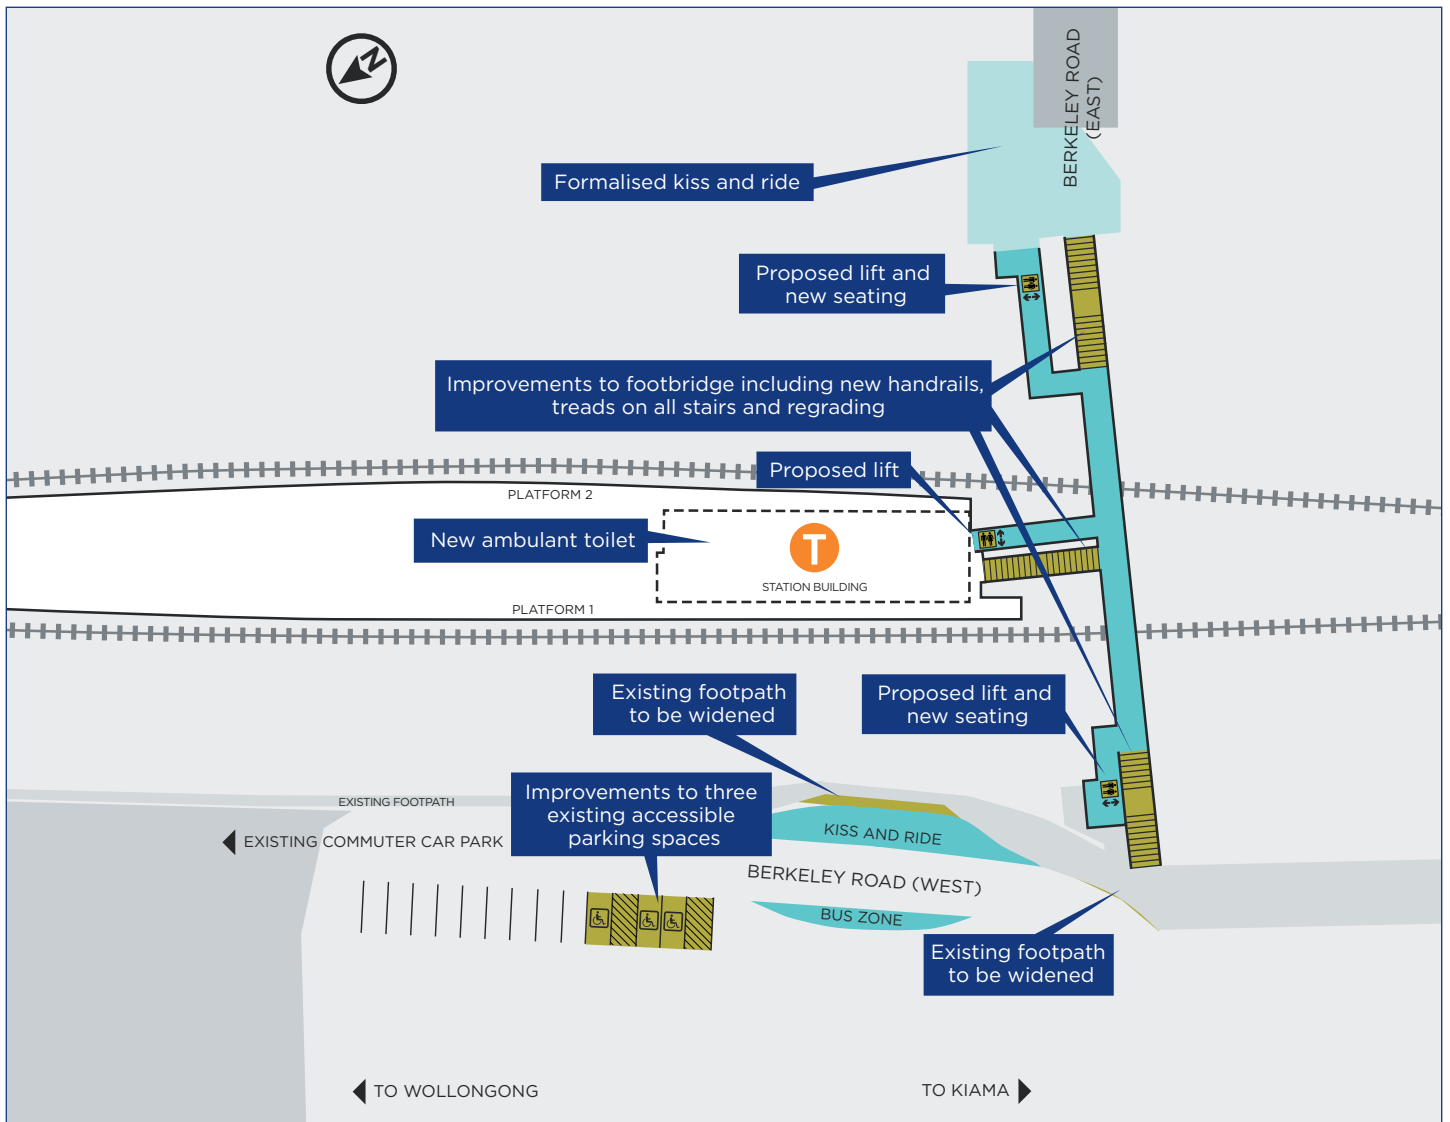 N
BERKELEY ROAD
(EAST)
Formalised kiss and ride
Proposed lift and
new seating
Improvements to footbridge including new handrails,
treads on all stairs and regrading
Proposed lift
PLATFORM 2
New ambulant toilet
T
STATION BUILDING
PLATFORM 1
Existing footpath
to be widened
Proposed lift and
new seating
Improvements to three
existing accessible
parking spaces
EXISTING FOOTPATH
EXISTING COMMUTER CAR PARK
KISS AND RIDE
BERKELEY ROAD (WEST)
BUS ZONE
Existing footpath
to be widened
TO WOLLONGONG
TO KIAMA